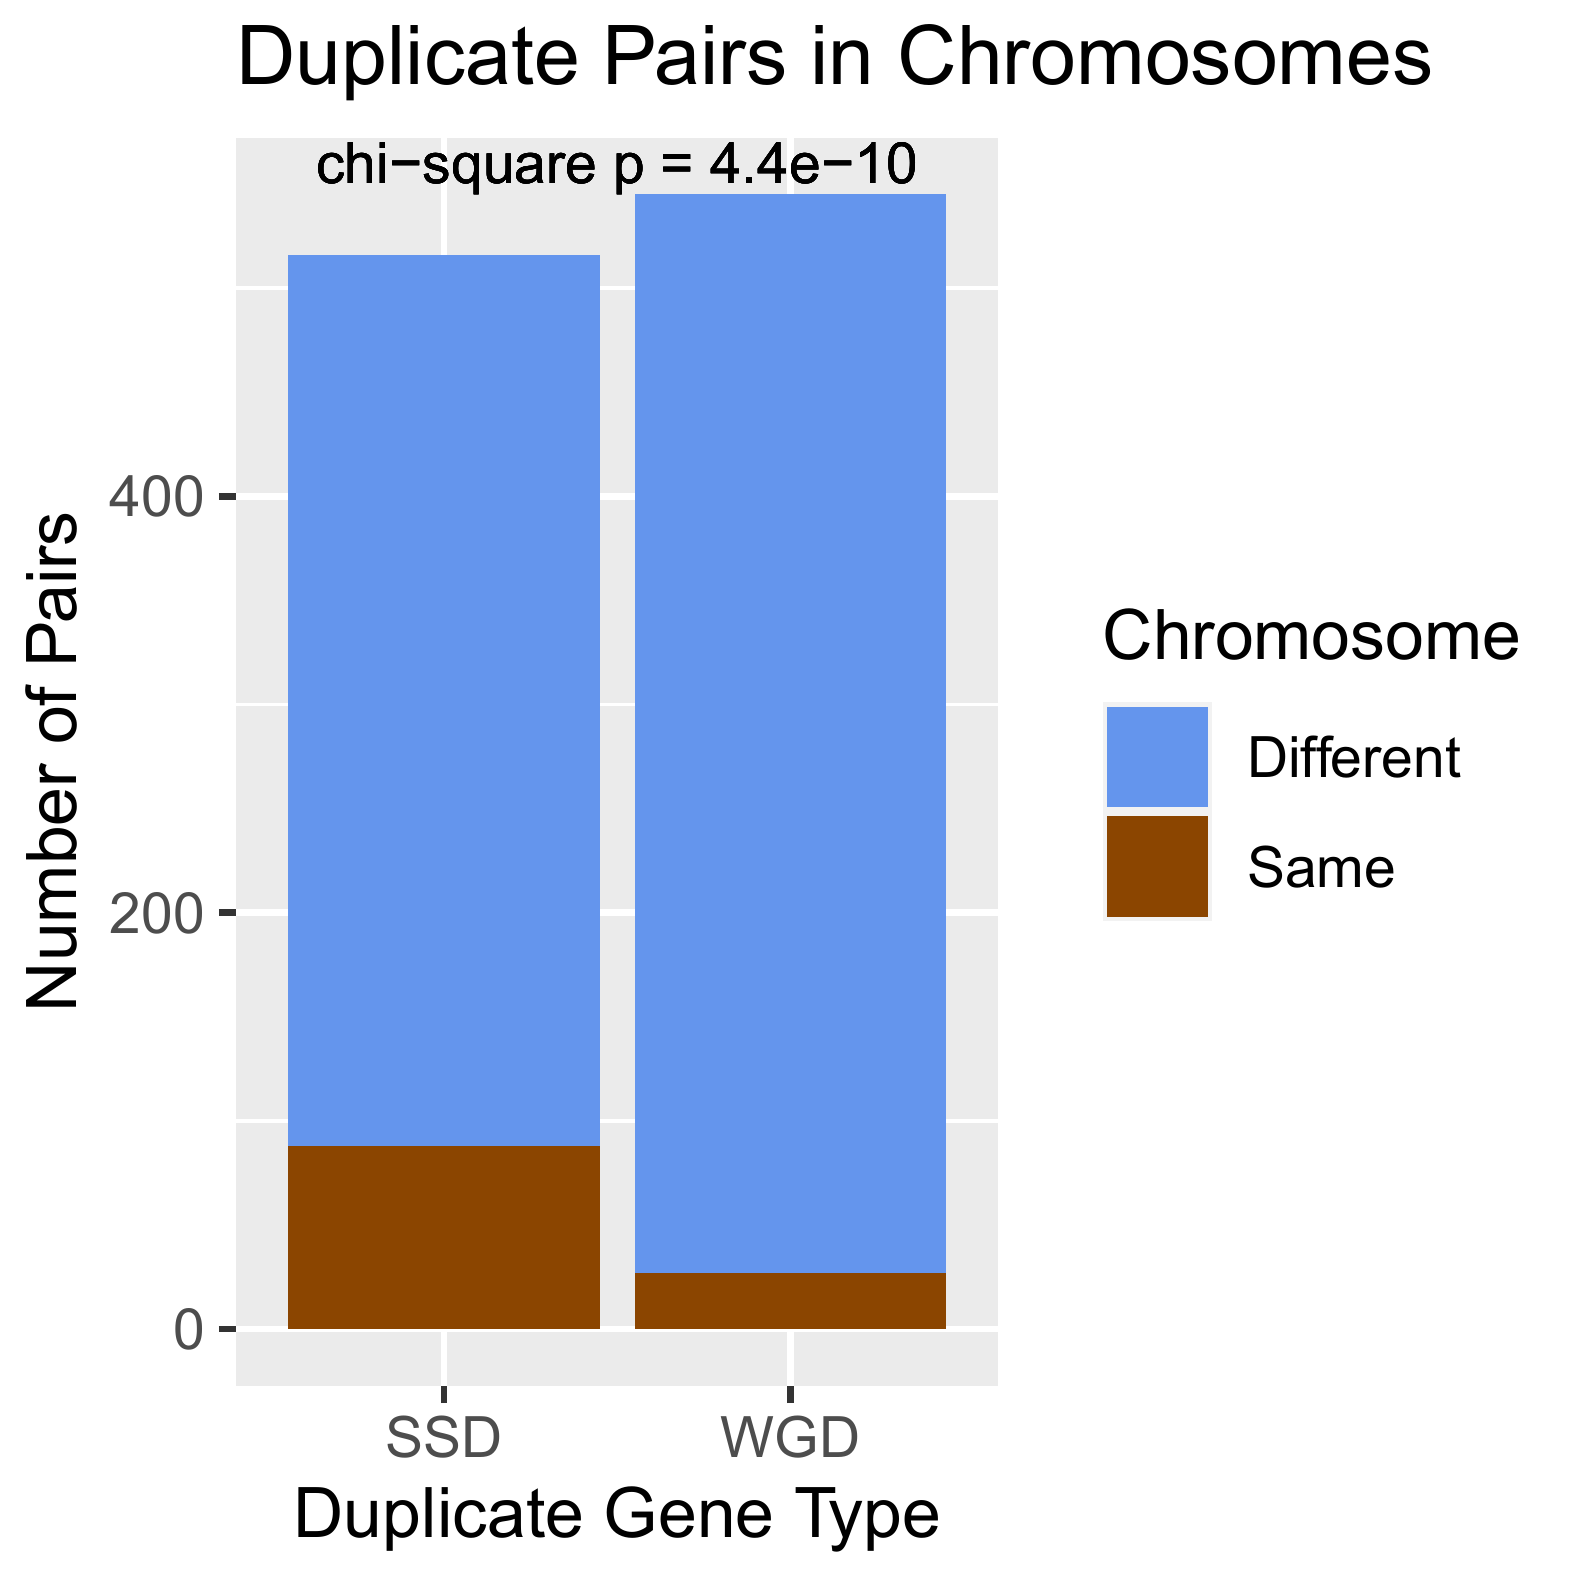 Duplicate Pairs in Chromosomes
chi−square p = 4.4e−10
Number of Pairs
400
200
0
SSD
WGD
Duplicate Gene Type
Chromosome
Different
Same